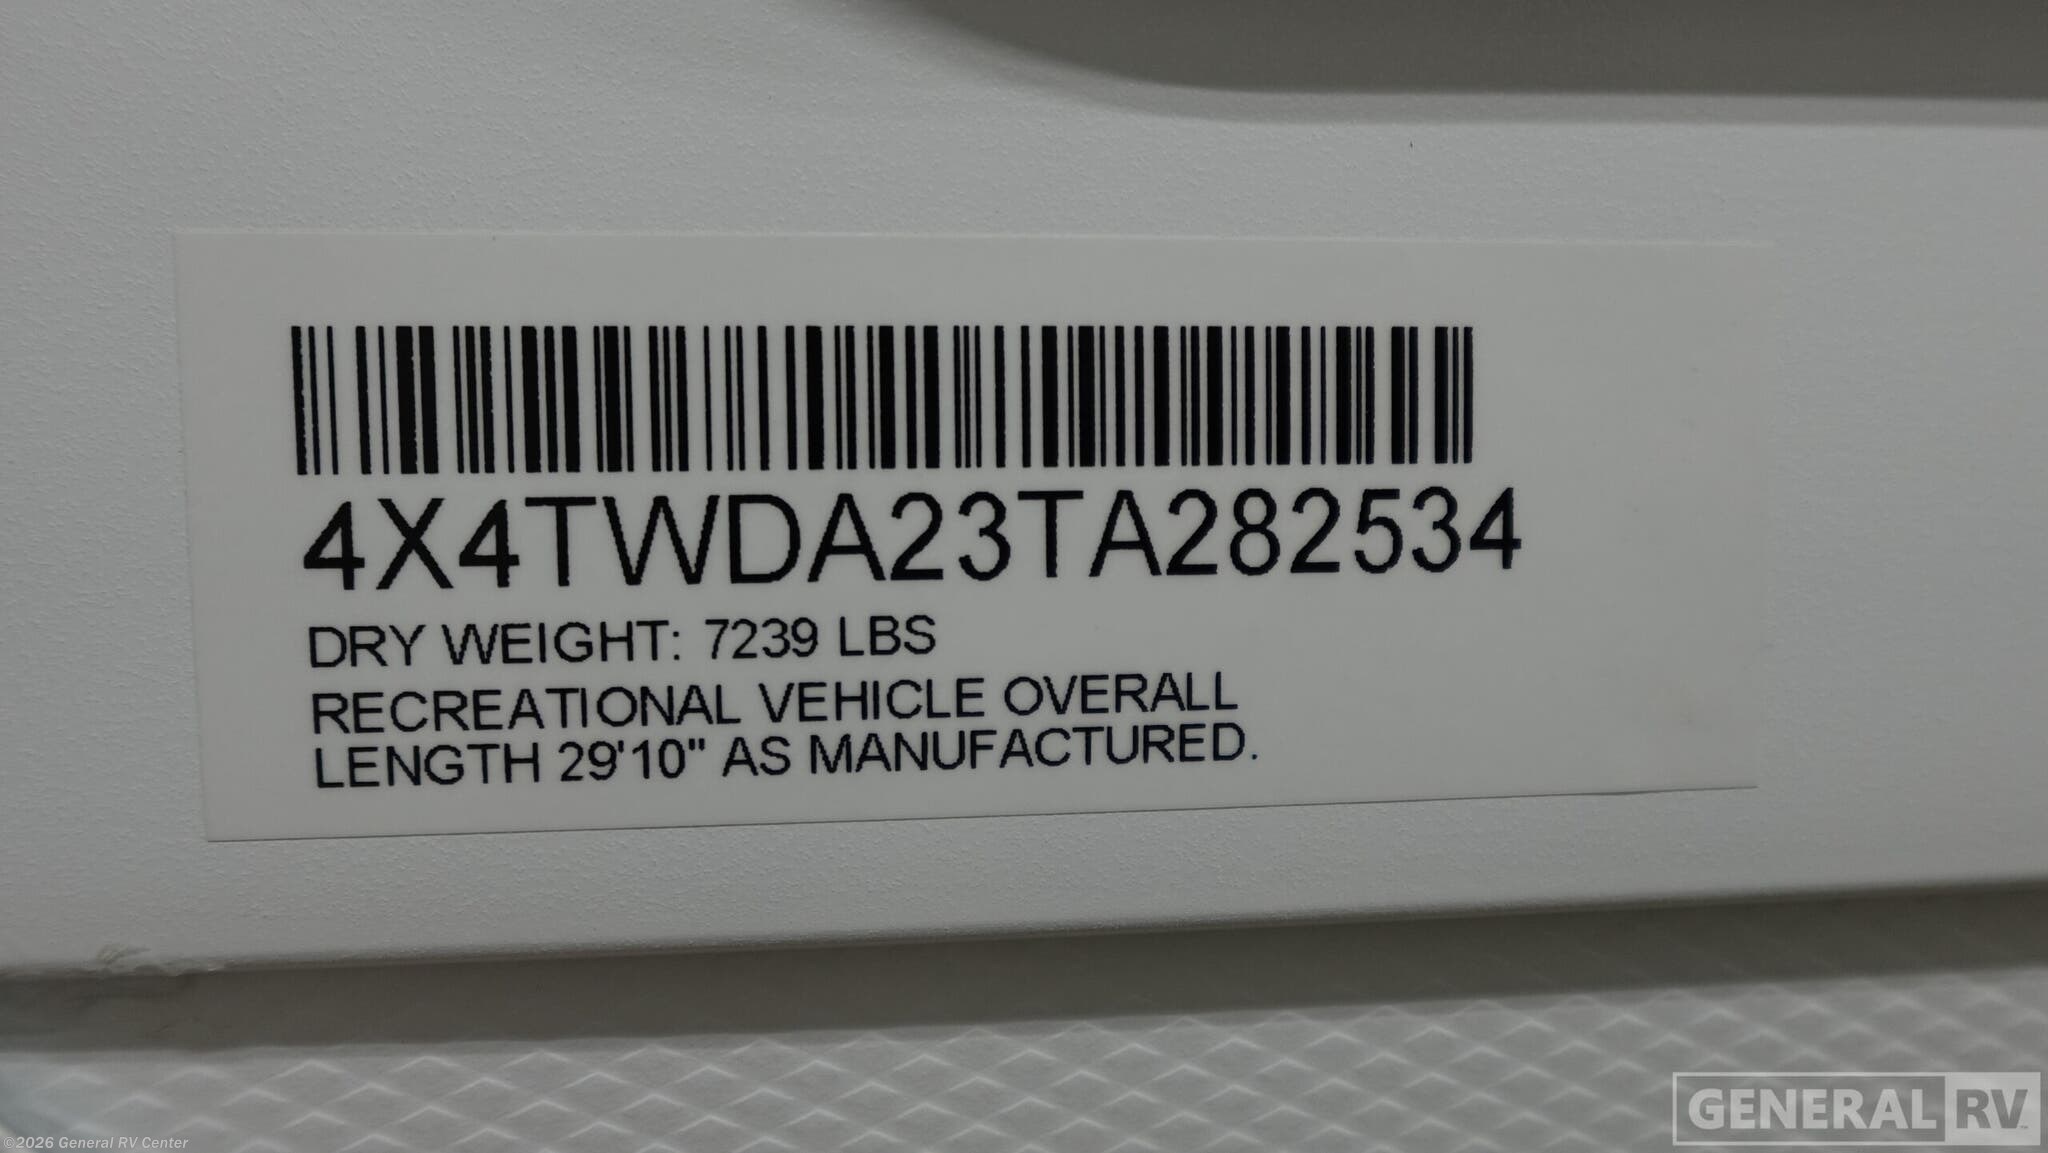 4X4TWDA23TA282534
DRY WEIGHT: 7239 LBS
RECREATIONAL VEHICLE OVERALL
LENGTH 29'10" AS MANUFACTURED.
GENERAL RV
©2026 General RV Center